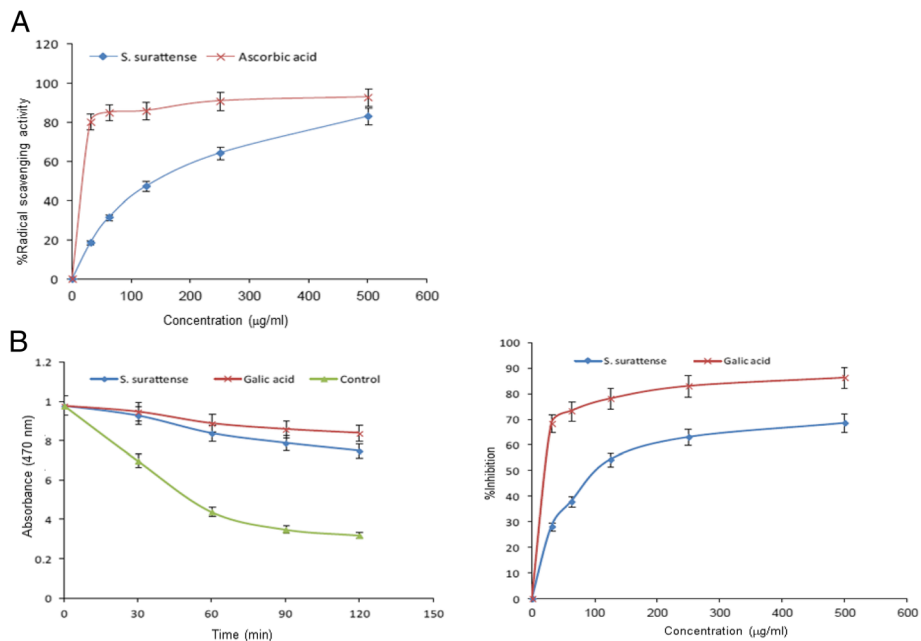 A
120
100
80
60
40
20
0
%Radical scavenging activity
S. surattense
Ascorbic acid
0 100 200 300 400 500 600
Concentration (μg/ml)
B
1.2
1
8
6
4
0.2
0
Absorbance (470 nm)
S. surattense
Galic acid
Control
0 30 60 90 120 150
Time (min)
100
90
80
70
60
50
40
30
20
10
0
%Inhibition
S. surattense
Galic acid
0 100 200 300 400 500 600
Concentration (μg/ml)